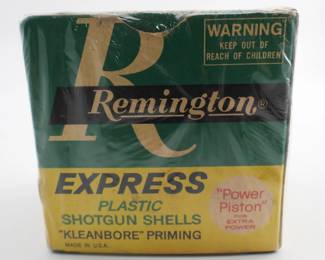 R
WARNING
KEEP OUT OF
REACH OF CHILDREN
Remington®
EXPRESS
PLASTIC
SHOTGUN SHELLS
"KLEANBORE" PRIMING
MADE IN U.S.A.
"Power
Piston"
FOR
EXTRA
POWER